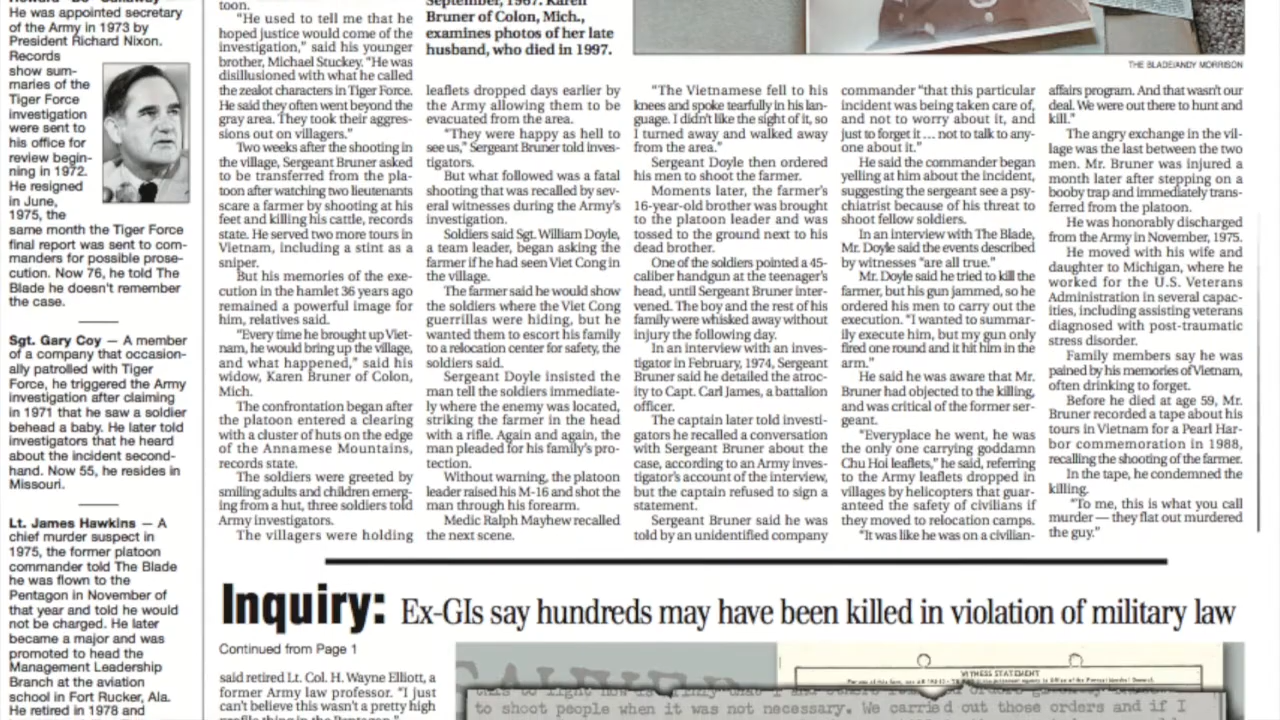 He was appointed secretary
of the Army in 1973 by
President Richard Nixon.
Records
show sum-
maries of the
Tiger Force
investigation
were sent to
his office for
review begin-
ning in 1972.
He resigned
in June,
1975, the
same month the Tiger Force
final report was sent to com-
manders for possible prose-
cution. Now 76, he told The
Blade he doesn't remember
the case.
Sgt. Gary Coy — A member
of a company that occasion-
ally patrolled with Tiger
Force, he triggered the Army
investigation after claiming
in 1971 that he saw a soldier
behead a baby. He later told
investigators that he heard
about the incident second-
hand. Now 55, he resides in
Missouri.
Lt. James Hawkins — A
chief murder suspect in
1975, the former platoon
commander told The Blade
he was flown to the
Pentagon in November of
that year and told he would
not be charged. He later
became a major and was
promoted to head the
Management Leadership
Branch at the aviation
school in Fort Rucker, Ala.
He retired in 1978 and
toon.
"He used to tell me that he
hoped justice would come of the
investigation," said his younger
brother, Michael Stuckey. "He was
disillusioned with what he called
the zealot characters in Tiger Force.
He said they often went beyond the
gray area. They took their aggres-
sions out on villagers."
Two weeks after the shooting in
the village, Sergeant Bruner asked
to be transferred from the pla-
toon after watching two lieutenants
scare a farmer by shooting at his
feet and killing his cattle, records
state. He served two more tours in
Vietnam, including a stint as a
sniper.
But his memories of the exe-
cution in the hamlet 36 years ago
remained a powerful image for
him, relatives said.
"Every time he brought up Viet-
nam, he would bring up the village,
and what happened," said his
widow, Karen Bruner of Colon,
Mich.
The confrontation began after
the platoon entered a clearing
with a cluster of huts on the edge
of the Annamese Mountains,
records state.
The soldiers were greeted by
smiling adults and children emerg-
ing from a hut, three soldiers told
Army investigators.
The villagers were holding
September, 1967. Karen
Bruner of Colon, Mich.,
examines photos of her late
husband, who died in 1997.
THE BLADE/ANDY MORRISON
leaflets dropped days earlier by
the Army allowing them to be
evacuated from the area.
"They were happy as hell to
see us," Sergeant Bruner told inves-
tigators.
But what followed was a fatal
shooting that was recalled by sev-
eral witnesses during the Army's
investigation.
Soldiers said Sgt. William Doyle,
a team leader, began asking the
farmer if he had seen Viet Cong in
the village.
The farmer said he would show
the soldiers where the Viet Cong
guerrillas were hiding, but he
wanted them to escort his family
to a relocation center for safety, the
soldiers said.
Sergeant Doyle insisted the
man tell the soldiers immediate-
ly where the enemy was located,
striking the farmer in the head
with a rifle. Again and again, the
man pleaded for his family's pro-
tection.
Without warning, the platoon
leader raised his M-16 and shot the
man through his forearm.
Medic Ralph Mayhew recalled
the next scene.
"The Vietnamese fell to his
knees and spoke tearfully in his lan-
guage. I didn't like the sight of it, so
I turned away and walked away
from the area."
Sergeant Doyle then ordered
his men to shoot the farmer.
Moments later, the farmer's
16-year-old brother was brought
to the platoon leader and was
tossed to the ground next to his
dead brother.
One of the soldiers pointed a 45-
caliber handgun at the teenager's
head, until Sergeant Bruner inter-
vened. The boy and the rest of his
family were whisked away without
injury the following day.
In an interview with an inves-
tigator in February, 1974, Sergeant
Bruner said he detailed the atroc-
ity to Capt. Carl James, a battalion
officer.
The captain later told investi-
gators he recalled a conversation
with Sergeant Bruner about the
case, according to an Army inves-
tigator's account of the interview,
but the captain refused to sign a
statement.
Sergeant Bruner said he was
told by an unidentified company
commander "that this particular
incident was being taken care of,
and not to worry about it, and
just to forget it ... not to talk to any-
one about it."
He said the commander began
yelling at him about the incident,
suggesting the sergeant see a psy-
chiatrist because of his threat to
shoot fellow soldiers.
In an interview with The Blade,
Mr. Doyle said the events described
by witnesses "are all true."
Mr. Doyle said he tried to kill the
farmer, but his gun jammed, so he
ordered his men to carry out the
execution. "I wanted to summar-
ily execute him, but my gun only
fired one round and it hit him in the
arm."
He said he was aware that Mr.
Bruner had objected to the killing,
and was critical of the former ser-
geant.
"Everyplace he went, he was
the only one carrying goddamn
Chu Hoi leaflets," he said, referring
to the Army leaflets dropped in
villages by helicopters that guar-
anteed the safety of civilians if
they moved to relocation camps.
"It was like he was on a civilian-
affairs program. And that wasn't our
deal. We were out there to hunt and
kill."
The angry exchange in the vil-
lage was the last between the two
men. Mr. Bruner was injured a
month later after stepping on a
booby trap and immediately trans-
ferred from the platoon.
He was honorably discharged
from the Army in November, 1975.
He moved with his wife and
daughter to Michigan, where he
worked for the U.S. Veterans
Administration in several capac-
ities, including assisting veterans
diagnosed with post-traumatic
stress disorder.
Family members say he was
pained by his memories of Vietnam,
often drinking to forget.
Before he died at age 59, Mr.
Bruner recorded a tape about his
tours in Vietnam for a Pearl Har-
bor commemoration in 1988,
recalling the shooting of the farmer.
In the tape, he condemned the
killing.
"To me, this is what you call
murder — they flat out murdered
the guy."
Inquiry: Ex-GIs say hundreds may have been killed in violation of military law
Continued from Page 1
said retired Lt. Col. H. Wayne Elliott, a
former Army law professor. "I just
can't believe this wasn't a pretty high
WITNESS STATEMENT
to shoot people when it was not necessary. We carried out those orders and if I